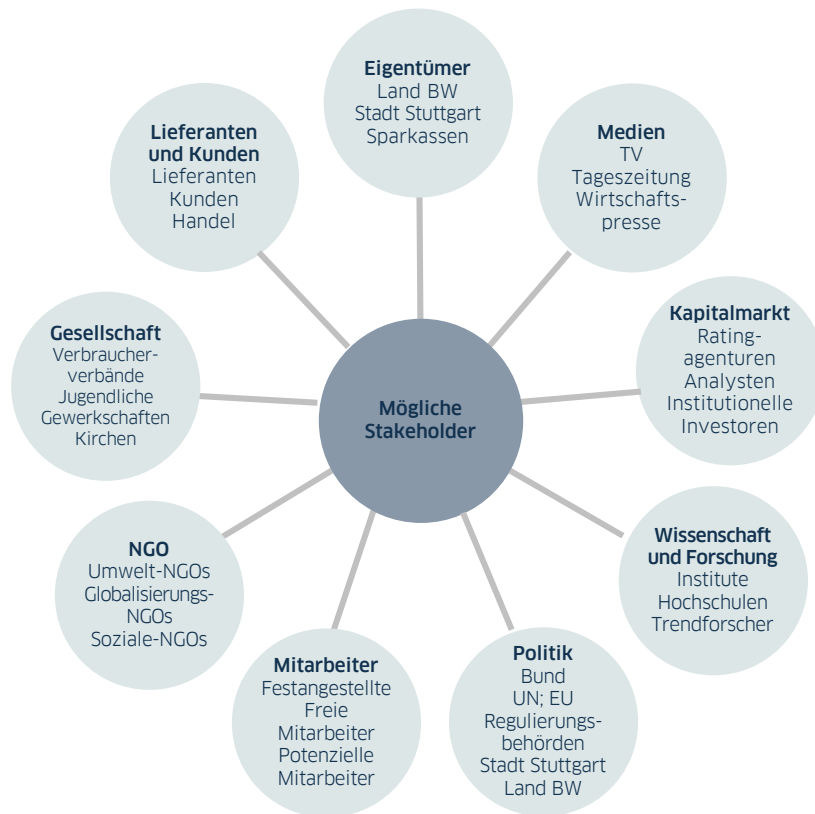 Eigentümer
Land BW
Stadt Stuttgart
Sparkassen
Medien
TV
Tageszeitung
Wirtschafts-
presse
Kapitalmarkt
Rating-
agenturen
Analysten
Institutionelle
Investoren
Wissenschaft
und Forschung
Institute
Hochschulen
Trendforscher
Politik
Bund
UN; EU
Regulierungs-
behörden
Stadt Stuttgart
Land BW
Mitarbeiter
Festangestellte
Freie
Mitarbeiter
Potenzielle
Mitarbeiter
NGO
Umwelt-NGOs
Globalisierungs-
NGOs
Soziale-NGOs
Gesellschaft
Verbraucher-
verbände
Jugendliche
Gewerkschaften
Kirchen
Lieferanten
und Kunden
Lieferanten
Kunden
Handel
Mögliche
Stakeholder